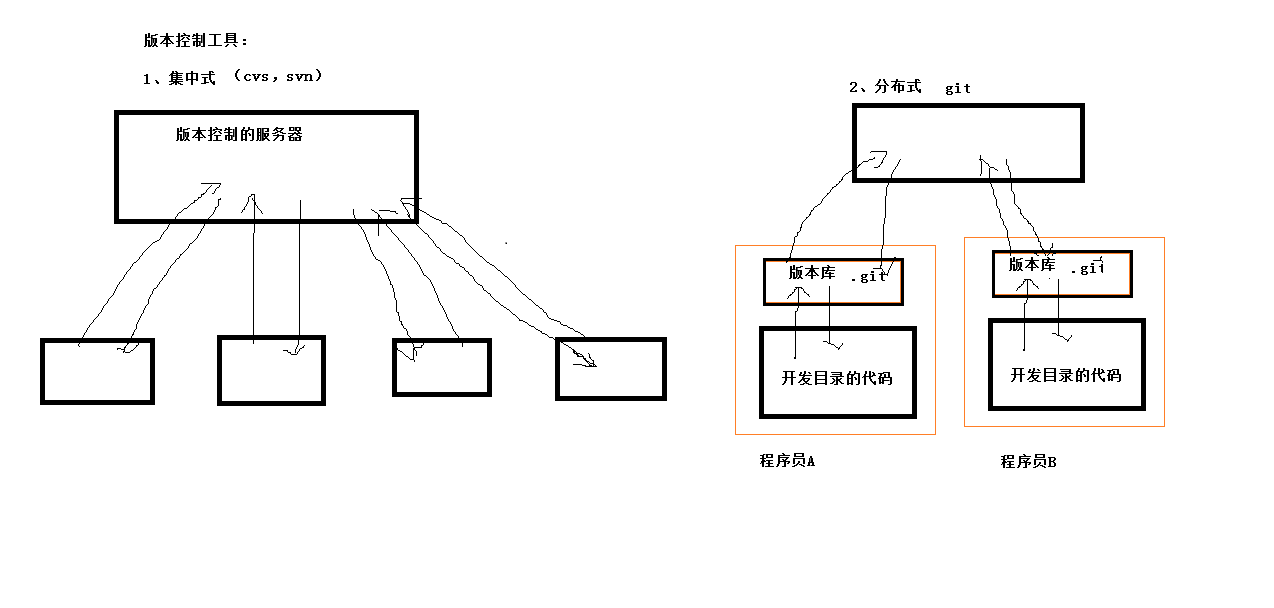 版本控制工具：
1、集中式 （cvs，svn）
版本控制的服务器
2、分布式 git
版本库 .git
开发目录的代码
程序员A
版本库 .git
开发目录的代码
程序员B